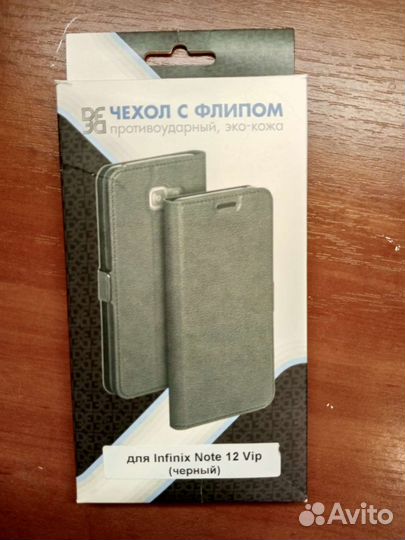 ЧЕХОЛ С ФЛИПОМ
противоударный, эко-кожа
для Infinix Note 12 Vip
(черный)
Avito